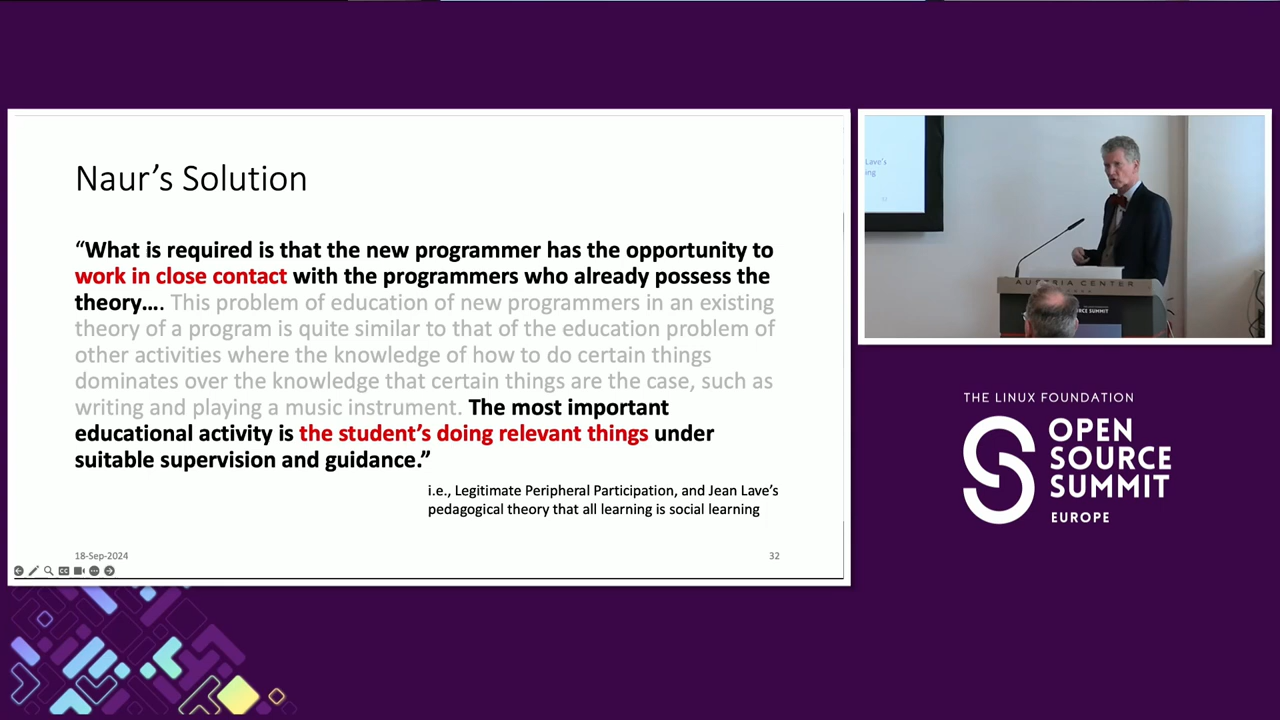 Naur's Solution
“What is required is that the new programmer has the opportunity to
work in close contact with the programmers who already possess the
theory…. This problem of education of new programmers in an existing
theory of a program is quite similar to that of the education problem of
other activities where the knowledge of how to do certain things
dominates over the knowledge that certain things are the case, such as
writing and playing a music instrument. The most important
educational activity is the student’s doing relevant things under
suitable supervision and guidance.”
i.e., Legitimate Peripheral Participation, and Jean Lave’s
pedagogical theory that all learning is social learning
18-Sep-2024
32
Lave's
ing
AUSTRIA CENTER
SOURCE SUMMIT
THE LINUX FOUNDATION
OPEN
SOURCE
SUMMIT
EUROPE